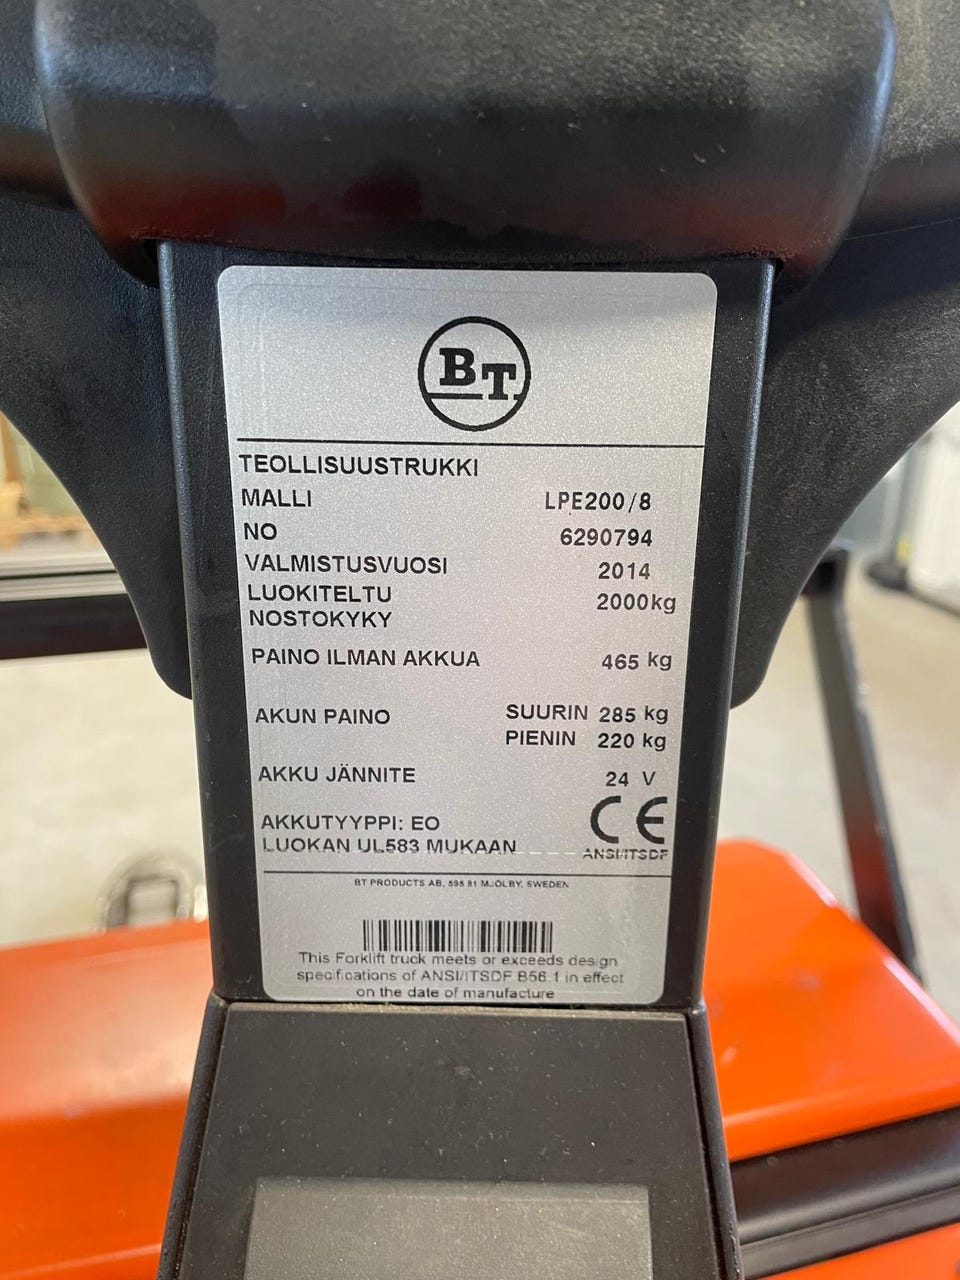 BT
TEOLLISUUSTRUKKI
MALLI LPE200/8
NO 6290794
VALMISTUSVUOSI 2014
LUOKITELTU 2000kg
NOSTOKYKY
PAINO ILMAN AKKUA 465 kg
AKUN PAINO SUURIN 285 kg
PIENIN 220 kg
AKKU JÄNNITE 24 V
AKKUTYYPPI: EO CE
LUOKAN UL583 MUKAAN ANSI/ITSDF
BT PRODUCTS AB, 595 81 MJÖLBY, SWEDEN
This Forklift truck meets or exceeds design
specifications of ANSI/ITSDF B56.1 in effect
on the date of manufacture